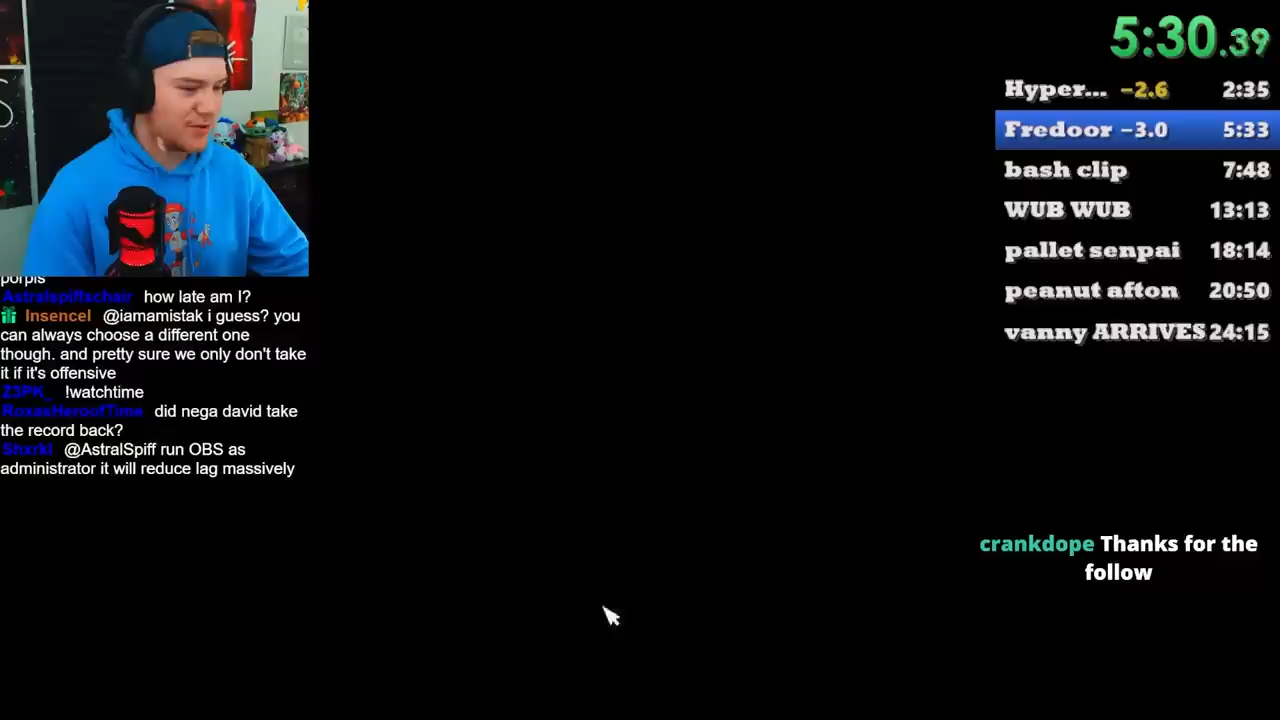 5:30.39
Hyper... -2.6 2:35
Fredoor -3.0 5:33
bash clip 7:48
WUB WUB 13:13
pallet senpai 18:14
peanut afton 20:50
vanny ARRIVES 24:15
porpis
Astralspiffschair how late am I?
Insencel @iamamistak i guess? you
can always choose a different one
though. and pretty sure we only don't take
it if it's offensive
Z3PK_ !watchtime
RoxasHeroofTime did nega david take
the record back?
Shxrkl @AstralSpiff run OBS as
administrator it will reduce lag massively
crankdope Thanks for the
follow